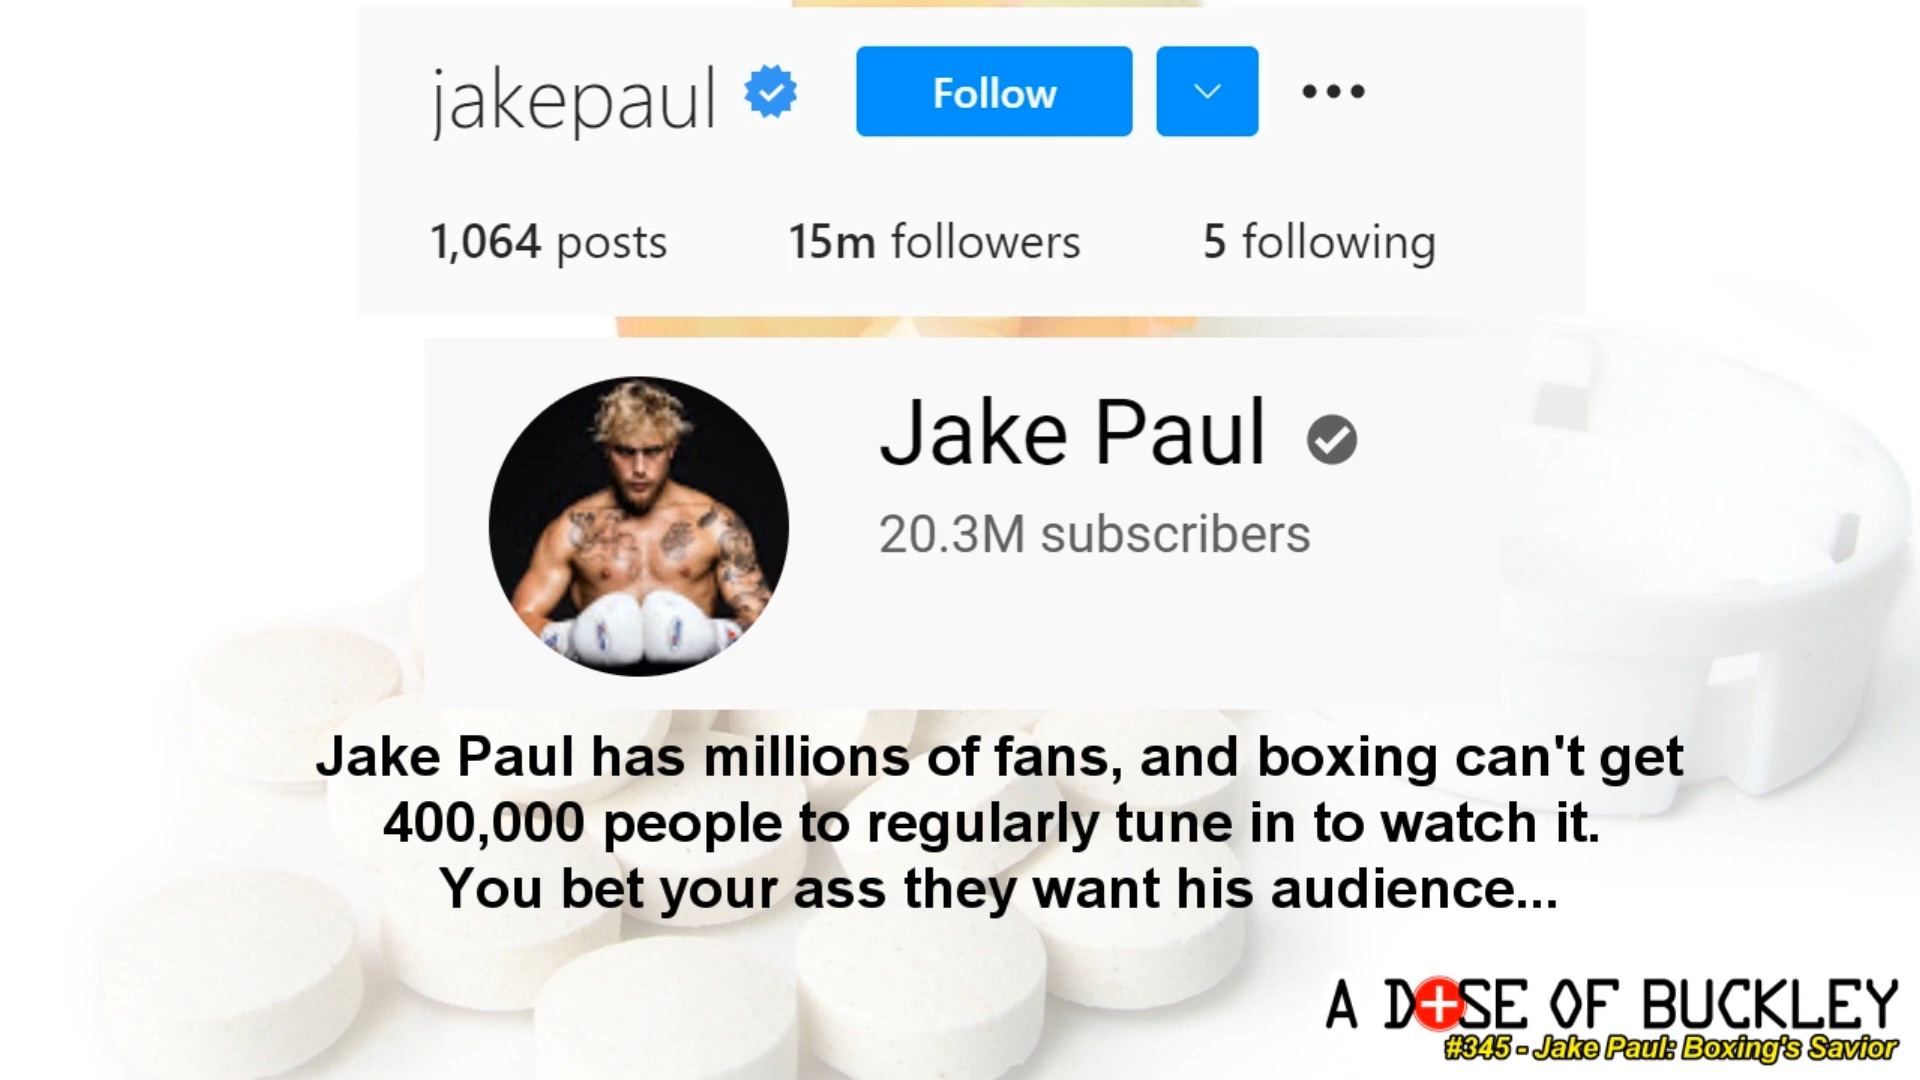 jakepaul Follow
1,064 posts 15m followers 5 following
Jake Paul
20.3M subscribers
Jake Paul has millions of fans, and boxing can't get
400,000 people to regularly tune in to watch it.
You bet your ass they want his audience...
A DOSE OF BUCKLEY
#345 - Jake Paul: Boxing's Savior